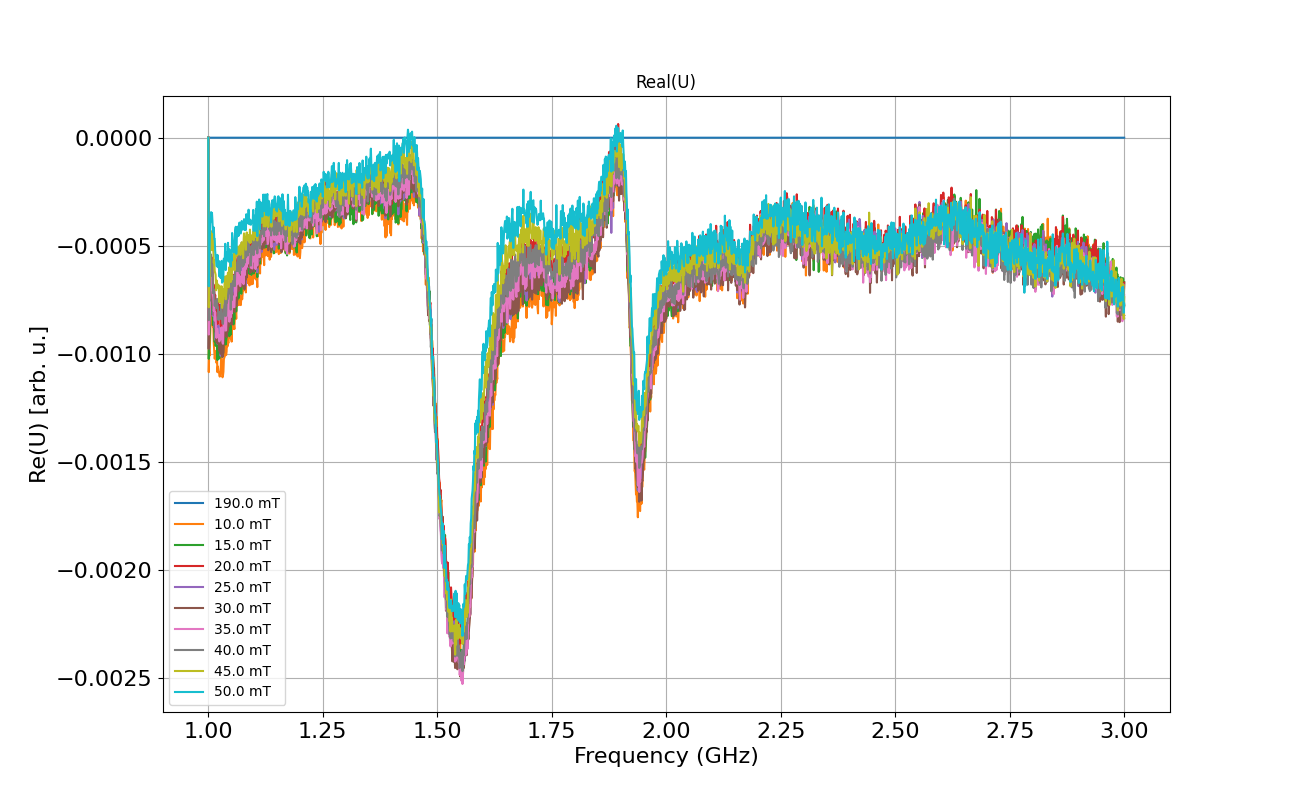 Real(U)
0.0000
−0.0005
−0.0010
−0.0015
−0.0020
−0.0025
Re(U) [arb. u.]
190.0 mT
10.0 mT
15.0 mT
20.0 mT
25.0 mT
30.0 mT
35.0 mT
40.0 mT
45.0 mT
50.0 mT
1.00 1.25 1.50 1.75 2.00 2.25 2.50 2.75 3.00
Frequency (GHz)